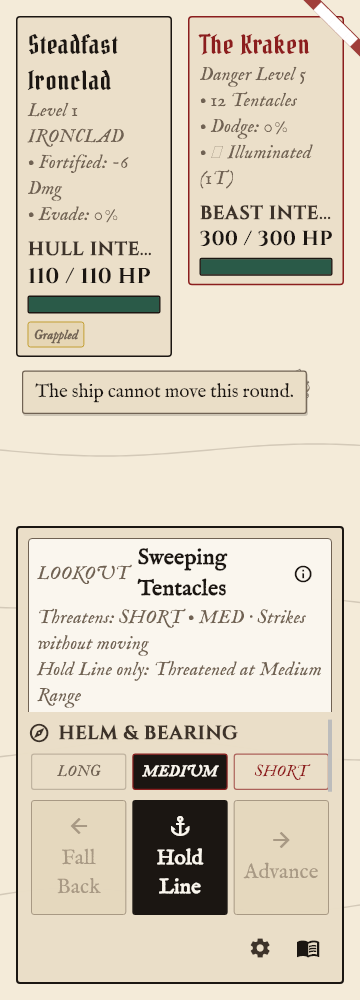 Steadfast
Ironclad
Level 1
IRONCLAD
• Fortified: -6
Dmg
• Evade: 0%
HULL INTE...
110 / 110 HP
Grappled
The Kraken
Danger Level 5
• 12 Tentacles
• Dodge: 0%
• Illuminated
(1T)
BEAST INTE...
300 / 300 HP
The ship cannot move this round.
LOOKOUT Sweeping
Tentacles
Threatens: SHORT • MED · Strikes
without moving
Hold Line only: Threatened at Medium
Range
HELM & BEARING
LONG MEDIUM SHORT
Fall
Back
Hold
Line
Advance